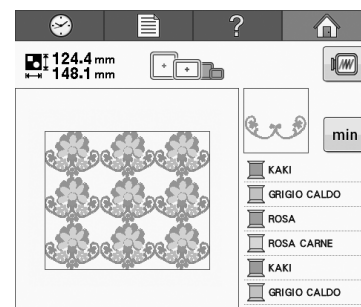 ?
124.4 mm
148.1 mm
min
KAKI
GRIGIO CALDO
ROSA
ROSA CARNE
KAKI
GRIGIO CALDO